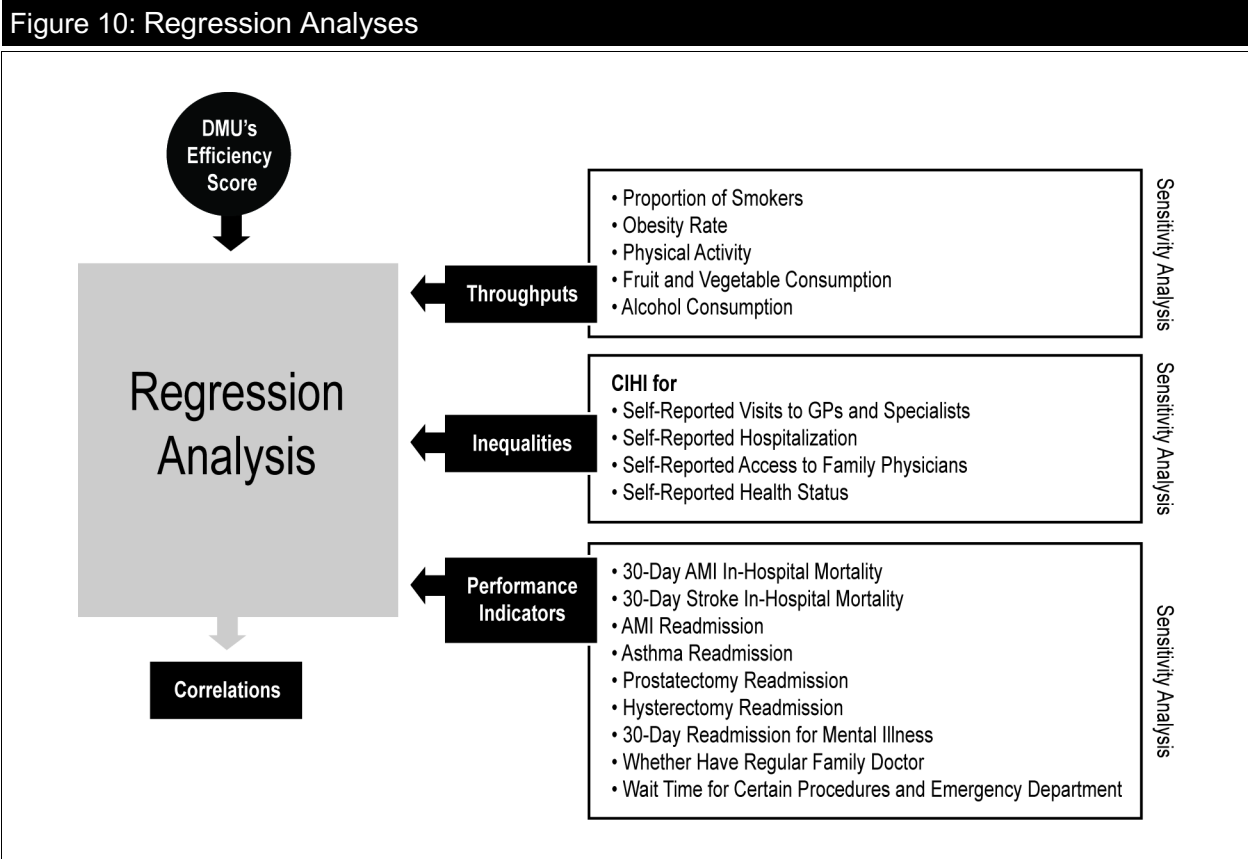 Figure 10: Regression Analyses
DMU's
Efficiency
Score
Regression
Analysis
Correlations
Throughputs
• Proportion of Smokers
• Obesity Rate
• Physical Activity
• Fruit and Vegetable Consumption
• Alcohol Consumption
Sensitivity Analysis
Inequalities
CIHI for
• Self-Reported Visits to GPs and Specialists
• Self-Reported Hospitalization
• Self-Reported Access to Family Physicians
• Self-Reported Health Status
Sensitivity Analysis
Performance
Indicators
• 30-Day AMI In-Hospital Mortality
• 30-Day Stroke In-Hospital Mortality
• AMI Readmission
• Asthma Readmission
• Prostatectomy Readmission
• Hysterectomy Readmission
• 30-Day Readmission for Mental Illness
• Whether Have Regular Family Doctor
• Wait Time for Certain Procedures and Emergency Department
Sensitivity Analysis